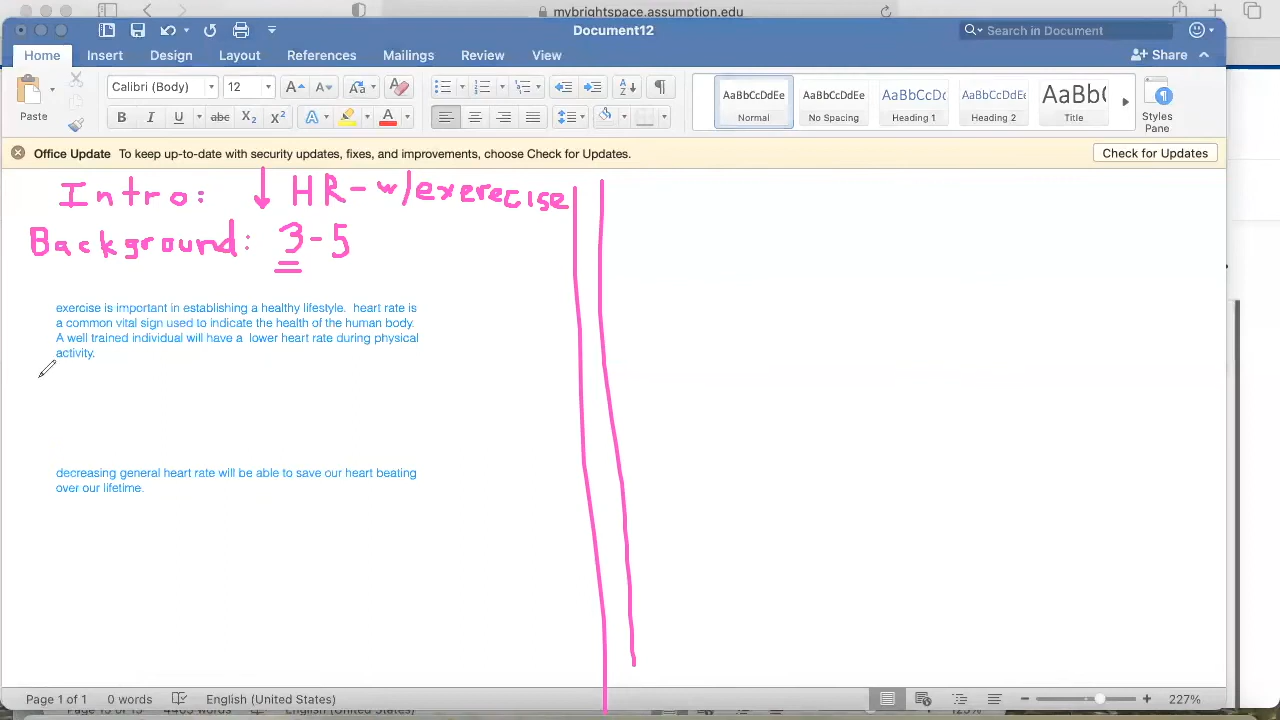 mybrightspace.assumption.edu
Document12
Search in Document
Home Insert Design Layout References Mailings Review View
Share
Paste
Calibri (Body) 12
B I U abc X₂ X²
AaBbCcDdEe AaBbCcDdEe AaBbCcDc AaBbCcDdEe AaBb(
Normal No Spacing Heading 1 Heading 2 Title
Styles Pane
Office Update To keep up-to-date with security updates, fixes, and improvements, choose Check for Updates.
Check for Updates
Intro: ↓ HR - w/exerecise
Background: 3-5
exercise is important in establishing a healthy lifestyle. heart rate is
a common vital sign used to indicate the health of the human body.
A well trained individual will have a lower heart rate during physical
activity.
decreasing general heart rate will be able to save our heart beating
over our lifetime.
Page 1 of 1 0 words English (United States) 227%